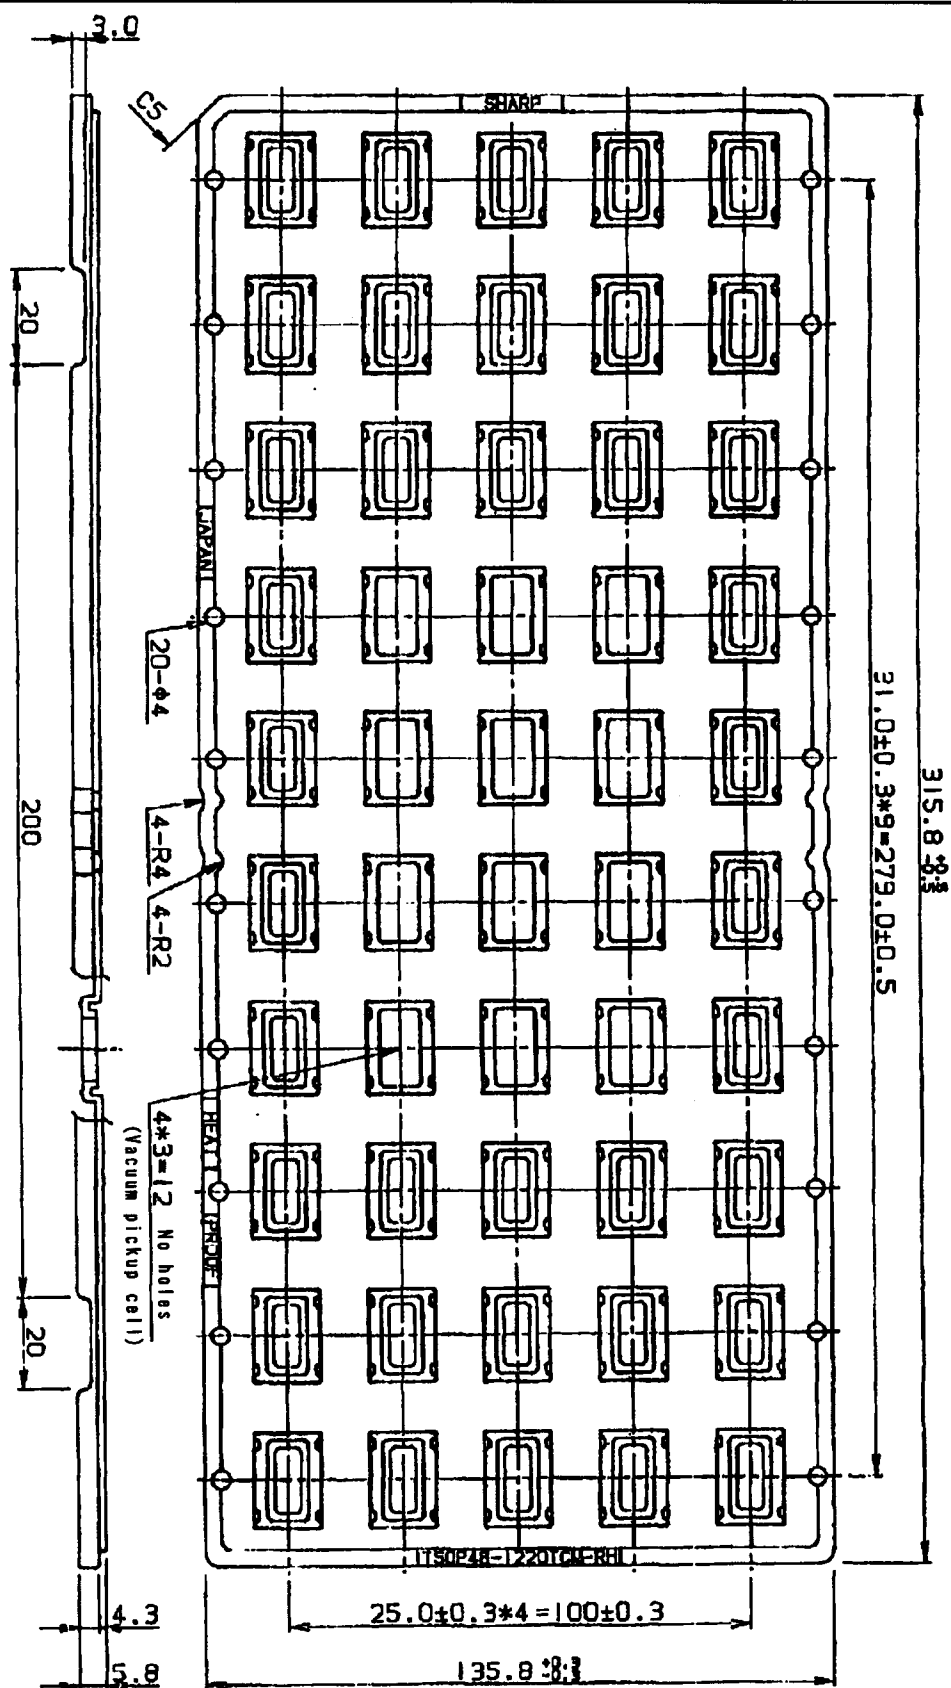 3.0
C5
SHARP
20
200
20
JAPAN
20-φ4
4-R4
4-R2
HEAT PROOF
4*3=12 No holes
(Vacuum pickup cell)
31.0±0.3*9=279.0±0.5
315.8
TSOP48-1220TCM-RH
25.0±0.3*4=100±0.3
135.8
4.3
5.8